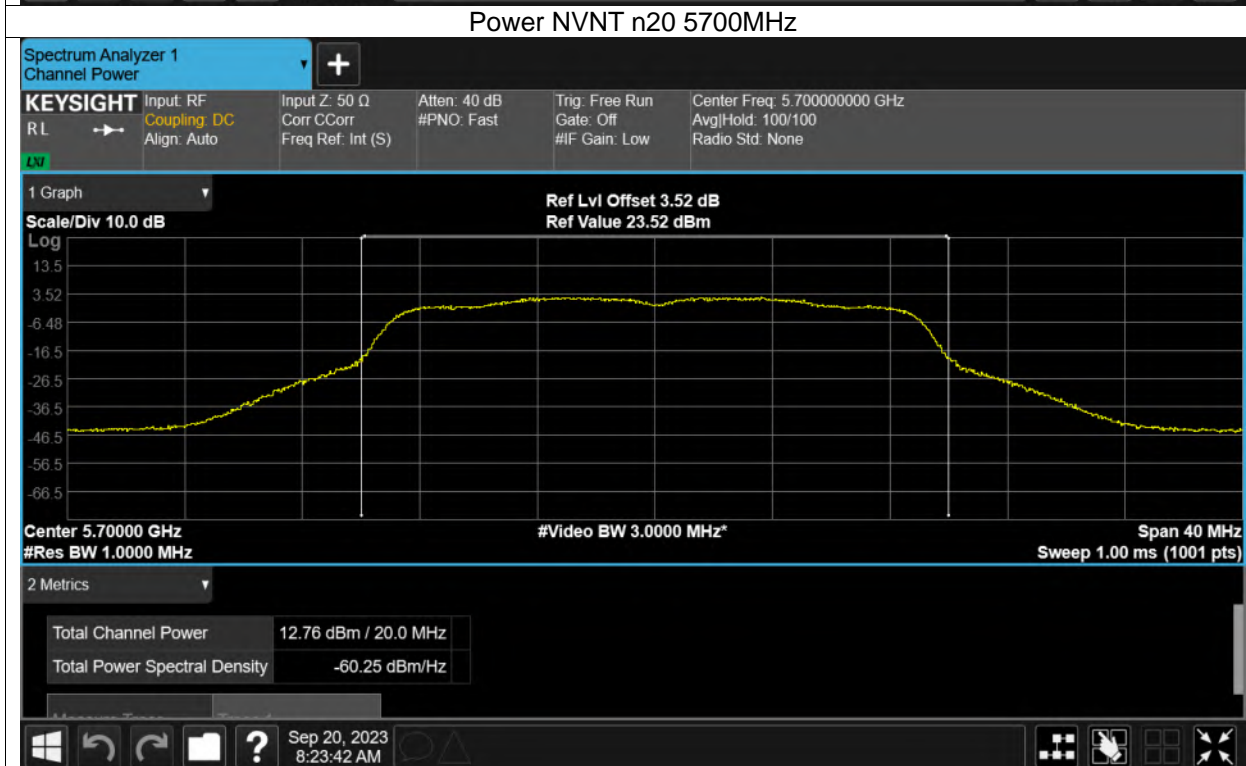 Power NVNT n20 5700MHz
Spectrum Analyzer 1
Channel Power
+
KEYSIGHT
RL
LXI
Input: RF
Coupling: DC
Align: Auto
Input Z: 50 Ω
Corr CCorr
Freq Ref: Int (S)
Atten: 40 dB
#PNO: Fast
Trig: Free Run
Gate: Off
#IF Gain: Low
Center Freq: 5.700000000 GHz
Avg|Hold: 100/100
Radio Std: None
1 Graph
Scale/Div 10.0 dB
Ref Lvl Offset 3.52 dB
Ref Value 23.52 dBm
Log
13.5
3.52
-6.48
-16.5
-26.5
-36.5
-46.5
-56.5
-66.5
Center 5.70000 GHz
#Res BW 1.0000 MHz
#Video BW 3.0000 MHz*
Span 40 MHz
Sweep 1.00 ms (1001 pts)
2 Metrics
Total Channel Power 12.76 dBm / 20.0 MHz
Total Power Spectral Density -60.25 dBm/Hz
?
Sep 20, 2023
8:23:42 AM